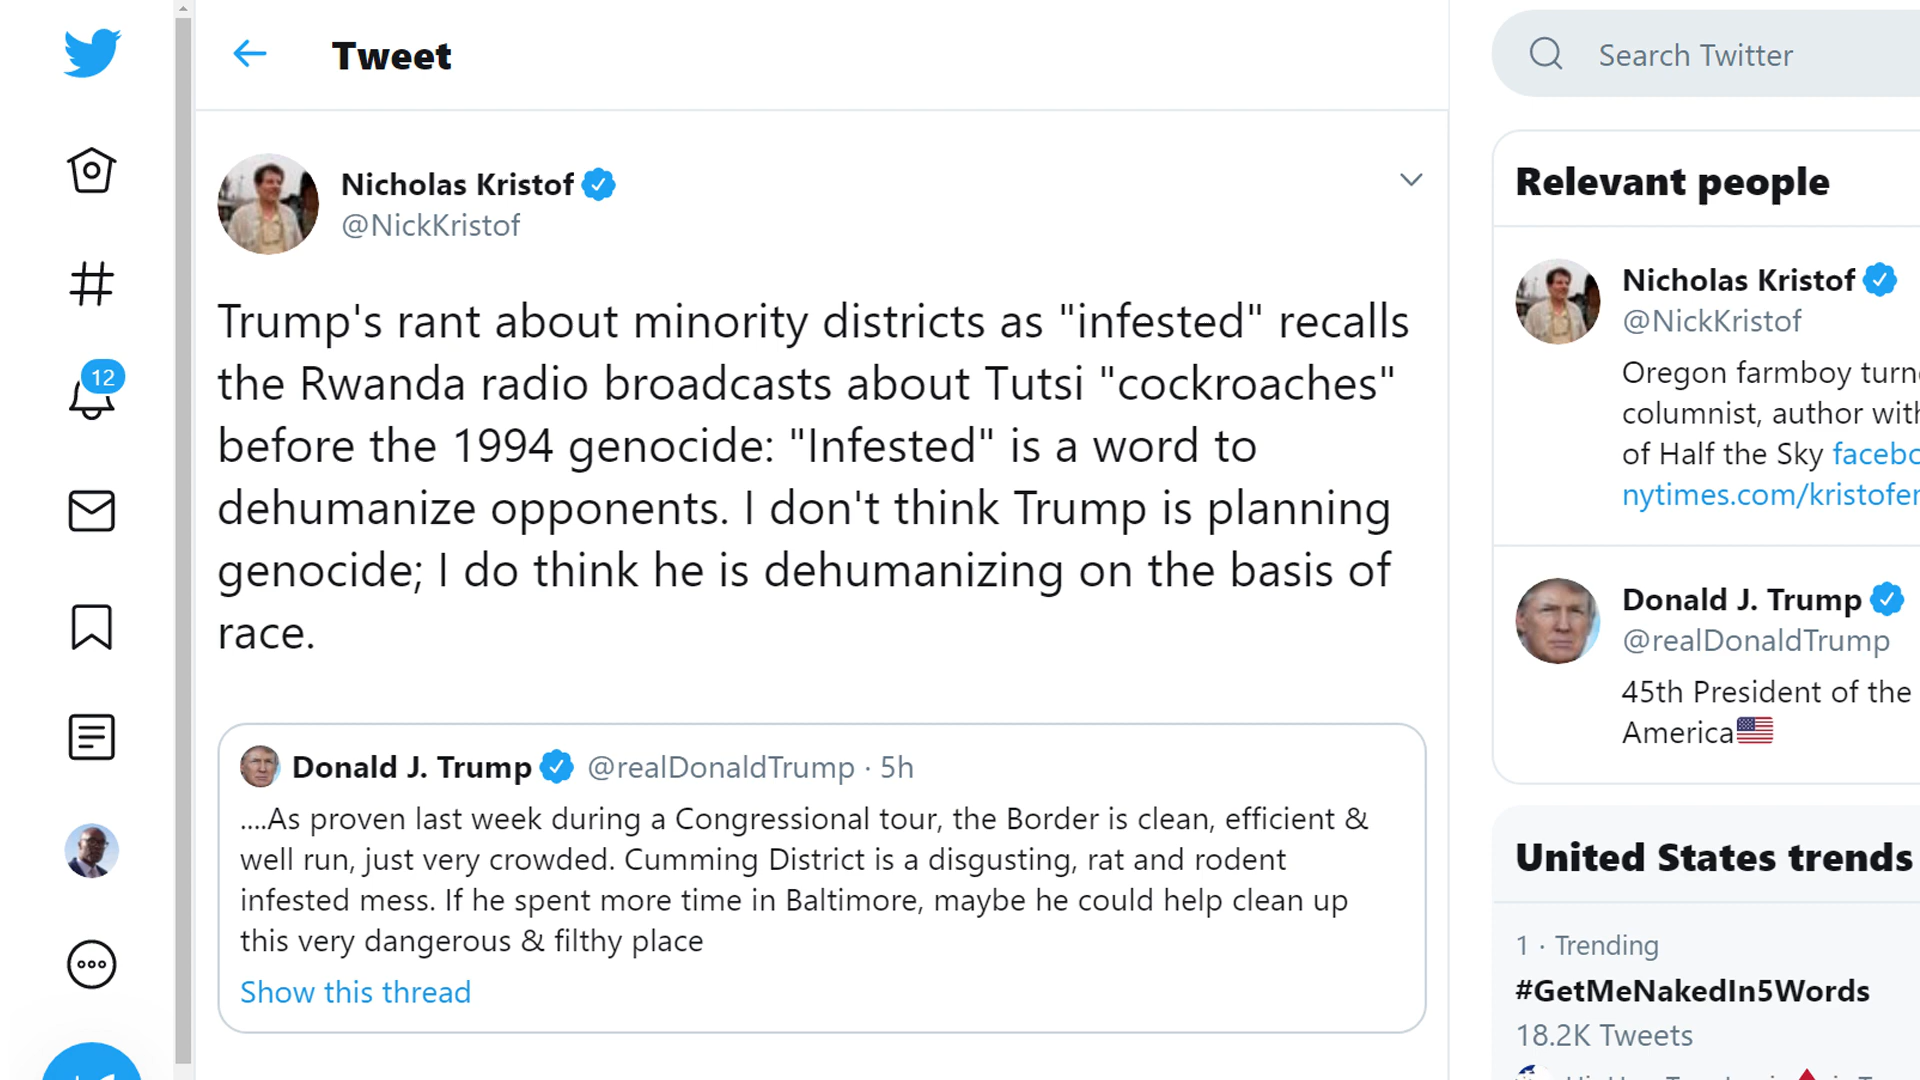 Tweet
Search Twitter
12
Nicholas Kristof
@NickKristof
Trump's rant about minority districts as "infested" recalls
the Rwanda radio broadcasts about Tutsi "cockroaches"
before the 1994 genocide: "Infested" is a word to
dehumanize opponents. I don't think Trump is planning
genocide; I do think he is dehumanizing on the basis of
race.
Donald J. Trump @realDonaldTrump · 5h
....As proven last week during a Congressional tour, the Border is clean, efficient &
well run, just very crowded. Cumming District is a disgusting, rat and rodent
infested mess. If he spent more time in Baltimore, maybe he could help clean up
this very dangerous & filthy place
Show this thread
Relevant people
Nicholas Kristof
@NickKristof
Oregon farmboy turn
columnist, author wit
of Half the Sky
nytimes.com/kristofer
Donald J. Trump
@realDonaldTrump
45th President of the
America
United States trends
1 · Trending
#GetMeNakedIn5Words
18.2K Tweets